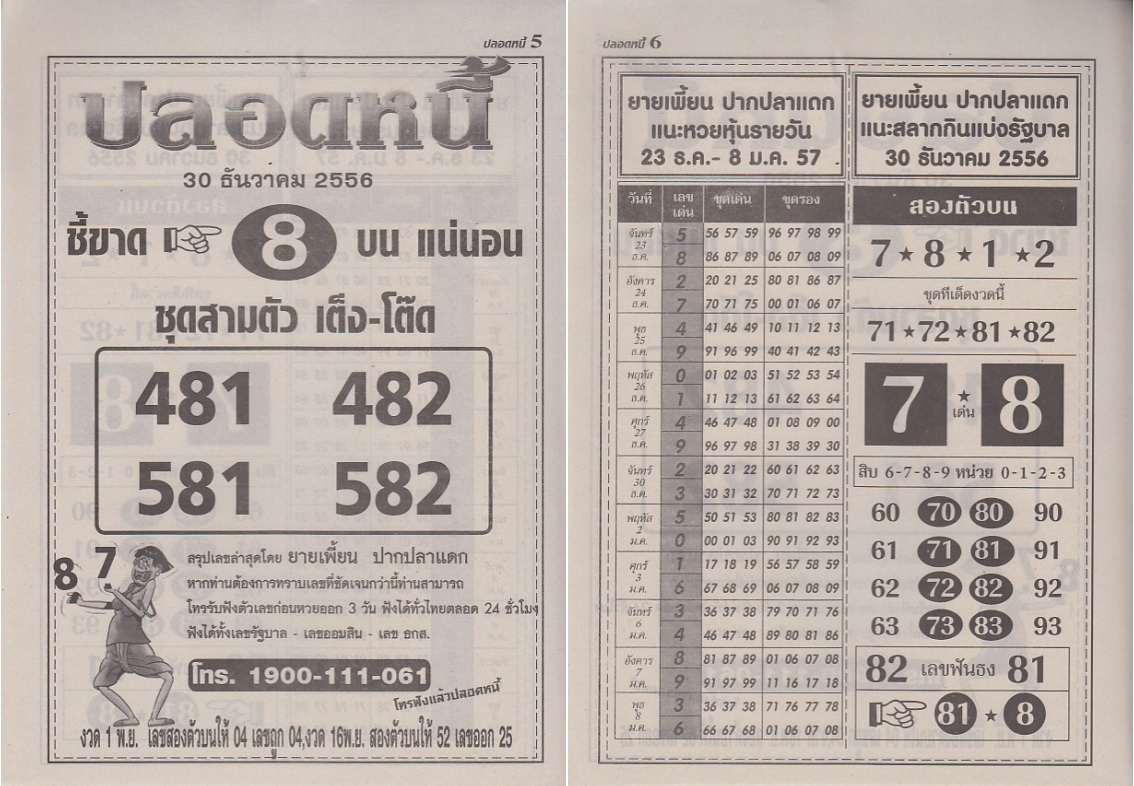 ปลอดหนี้ 5
ปลอดหนี้
30 ธันวาคม 2556
ชี้ขาด 8 บน แน่นอน
ชุดสามตัว เต็ง-โต๊ด
481 482
581 582
8 7
สรุปเลขล่าสุดโดย ยายเพี้ยน ปากปลาแดก
หากท่านต้องการทราบเลขที่ชัดเจนกว่านี้ท่านสามารถ
โทรรับฟังตัวเลขก่อนหวยออก 3 วัน ฟังได้ทั่วไทยตลอด 24 ชั่วโมง
ฟังได้ทั้งเลขรัฐบาล - เลขออมสิน - เลข ธกส.
โทร. 1900-111-061
โทรฟังแล้วปลอดหนี้
งวด 1 พ.ย. เลขสองตัวบนให้ 04 เลขถูก 04,งวด 16พ.ย. สองตัวบนให้ 52 เลขออก 25
ปลอดหนี้ 6
ยายเพี้ยน ปากปลาแดก
แนะหวยหุ้นรายวัน
23 ธ.ค.- 8 ม.ค. 57
วันที่ เลขเด่น ชุดเด่น ชุดรอง
จันทร์ 23 ธ.ค. 5 56 57 59 96 97 98 99
8 86 87 89 06 07 08 09
อังคาร 24 ธ.ค. 2 20 21 25 80 81 86 87
7 70 71 75 00 01 06 07
พุธ 25 ธ.ค. 4 41 46 49 10 11 12 13
9 91 96 99 40 41 42 43
พฤหัส 26 ธ.ค. 0 01 02 03 51 52 53 54
1 11 12 13 61 62 63 64
ศุกร์ 27 ธ.ค. 4 46 47 48 01 08 09 00
9 96 97 98 31 38 39 30
จันทร์ 30 ธ.ค. 2 20 21 22 60 61 62 63
3 30 31 32 70 71 72 73
พฤหัส 2 ม.ค. 5 50 51 53 80 81 82 83
0 00 01 03 90 91 92 93
ศุกร์ 3 ม.ค. 1 17 18 19 56 57 58 59
6 67 68 69 06 07 08 09
จันทร์ 6 ม.ค. 3 36 37 38 79 70 71 76
4 46 47 48 89 80 81 86
อังคาร 7 ม.ค. 8 81 87 89 01 06 07 08
9 91 97 99 11 16 17 18
พุธ 8 ม.ค. 3 36 37 38 71 76 77 78
6 66 67 68 01 06 07 08
ยายเพี้ยน ปากปลาแดก
แนะสลากกินแบ่งรัฐบาล
30 ธันวาคม 2556
สองตัวบน
7 ★ 8 ★ 1 ★ 2
ชุดทีเด็ดงวดนี้
71 ★ 72 ★ 81 ★ 82
7 ★ เด่น 8
สิบ 6-7-8-9 หน่วย 0-1-2-3
60 70 80 90
61 71 81 91
62 72 82 92
63 73 83 93
82 เลขฟันธง 81
81 ★ 8